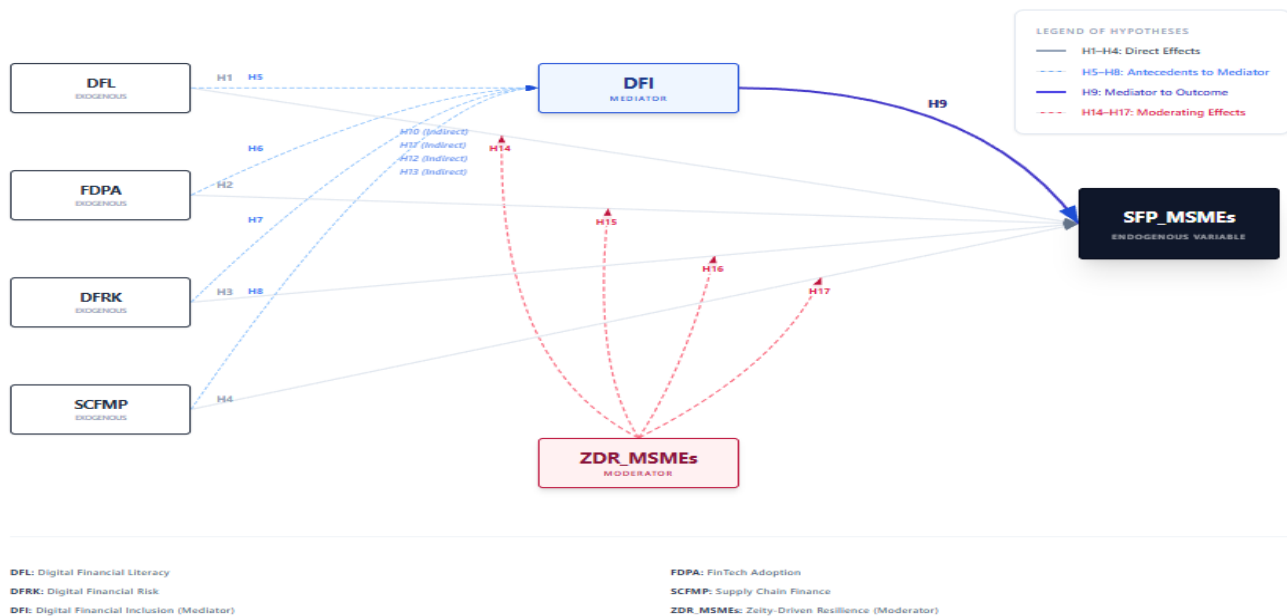 LEGEND OF HYPOTHESES
H1–H4: Direct Effects
H5–H8: Antecedents to Mediator
H9: Mediator to Outcome
H14–H17: Moderating Effects
DFL
EXOGENOUS
H1 H5
DFI
MEDIATOR
H9
H10 (Indirect)
H11 (Indirect)
H12 (Indirect)
H13 (Indirect)
H14
H6
FDPA
EXOGENOUS
H2
H15
SFP_MSMEs
ENDOGENOUS VARIABLE
H7
H16
DFRK
EXOGENOUS
H3 H8
H17
SCFMP
EXOGENOUS
H4
ZDR_MSMEs
MODERATOR
DFL: Digital Financial Literacy
FDPA: FinTech Adoption
DFRK: Digital Financial Risk
SCFMP: Supply Chain Finance
DFI: Digital Financial Inclusion (Mediator)
ZDR_MSMEs: Zeity-Driven Resilience (Moderator)